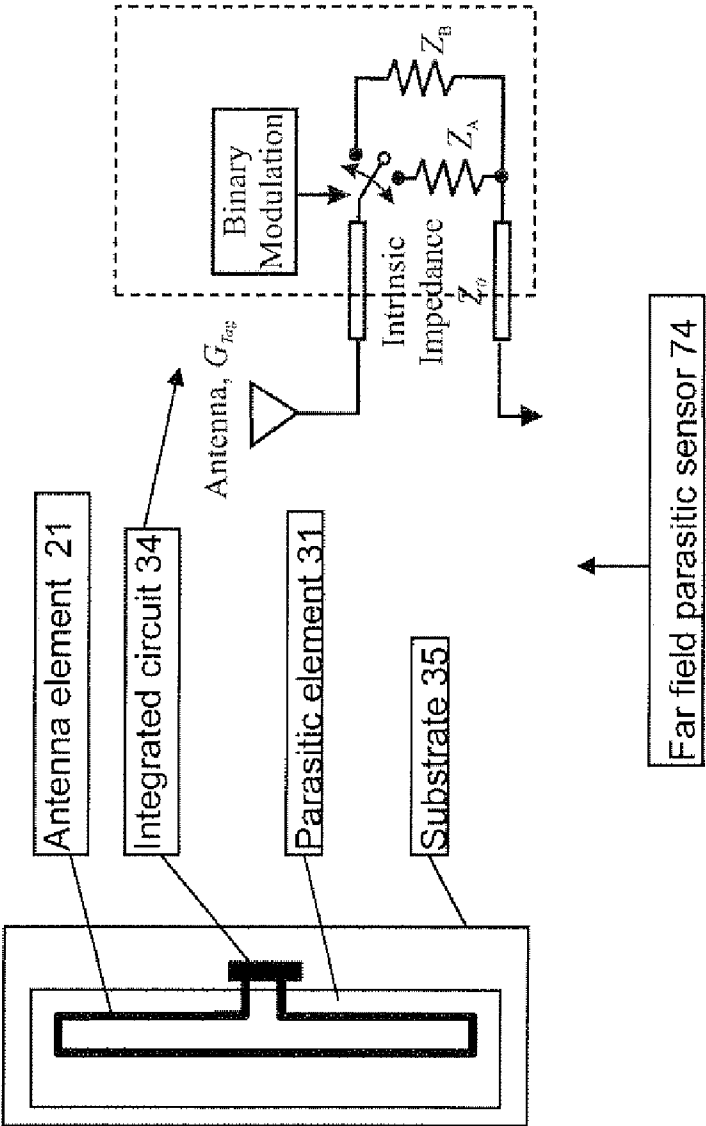 Antenna element 21
Integrated circuit 34
Parasitic element 31
Substrate 35
Antenna, G_Tag
Binary
Modulation
Intrinsic
Impedance
Z_A
Z_B
Far field parasitic sensor 74